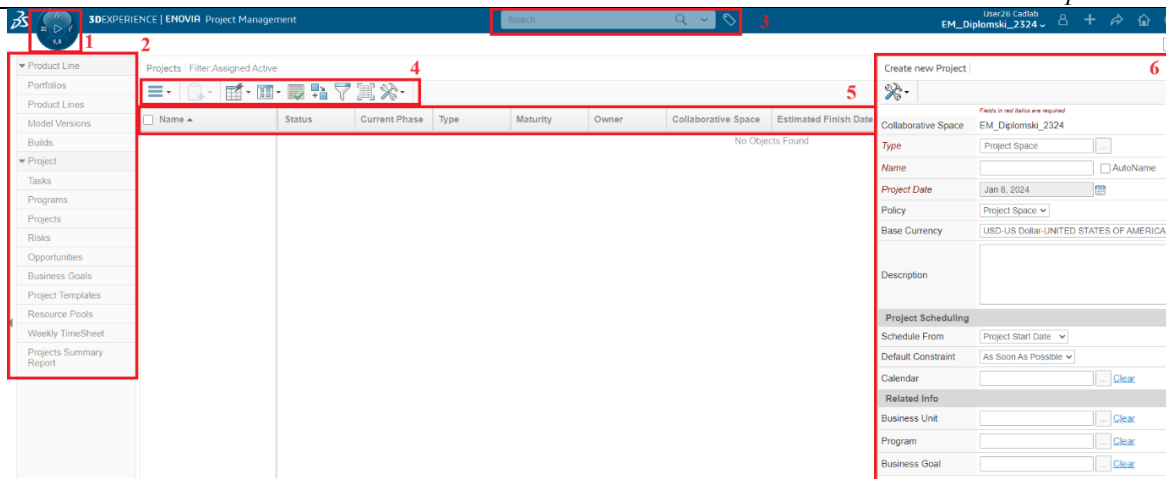 3DEXPERIENCE | ENOVIA Project Management
Search
3
User26 Cadlab
EM_Diplomski_2324
3D
V.R
1
2
Product Line
Portfolios
Product Lines
Model Versions
Builds
Project
Tasks
Programs
Projects
Risks
Opportunities
Business Goals
Project Templates
Resource Pools
Weekly TimeSheet
Projects Summary
Report
Projects Filter:Assigned Active
4
5
Name Status Current Phase Type Maturity Owner Collaborative Space Estimated Finish Date
No Objects Found
Create new Project
6
Fields in red italics are required
Collaborative Space EM_Diplomski_2324
Type Project Space ...
Name AutoName
Project Date Jan 8, 2024
Policy Project Space
Base Currency USD-US Dollar-UNITED STATES OF AMERICA
Description
Project Scheduling
Schedule From Project Start Date
Default Constraint As Soon As Possible
Calendar ... Clear
Related Info
Business Unit ... Clear
Program ... Clear
Business Goal ... Clear